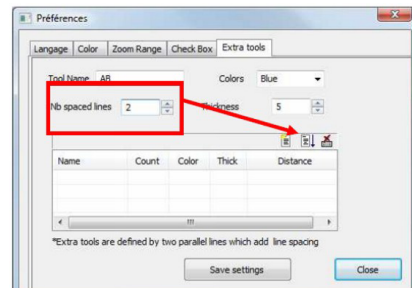 Préférences
Langage Color Zoom Range Check Box Extra tools
Tool Name AB Colors Blue
Nb spaced lines 2 Thickness 5
Name Count Color Thick Distance
*Extra tools are defined by two parallel lines which add line spacing
Save settings Close